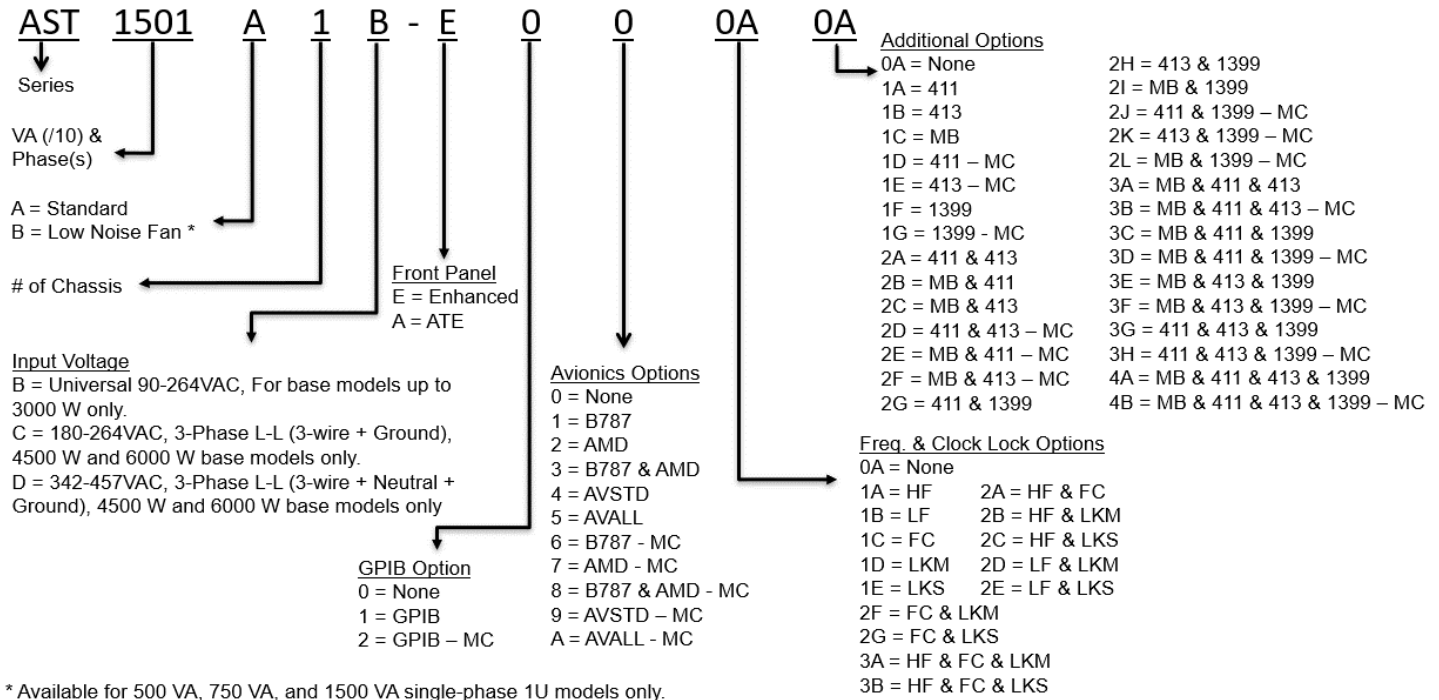 AST 1501 A 1 B - E 0 0 0A 0A
Series
VA (/10) &
Phase(s)
A = Standard
B = Low Noise Fan *
# of Chassis
Input Voltage
B = Universal 90-264VAC, For base models up to
3000 W only.
C = 180-264VAC, 3-Phase L-L (3-wire + Ground),
4500 W and 6000 W base models only.
D = 342-457VAC, 3-Phase L-L (3-wire + Neutral +
Ground), 4500 W and 6000 W base models only
Front Panel
E = Enhanced
A = ATE
GPIB Option
0 = None
1 = GPIB
2 = GPIB – MC
Avionics Options
0 = None
1 = B787
2 = AMD
3 = B787 & AMD
4 = AVSTD
5 = AVALL
6 = B787 - MC
7 = AMD - MC
8 = B787 & AMD - MC
9 = AVSTD – MC
A = AVALL - MC
Additional Options
0A = None
1A = 411
1B = 413
1C = MB
1D = 411 – MC
1E = 413 – MC
1F = 1399
1G = 1399 - MC
2A = 411 & 413
2B = MB & 411
2C = MB & 413
2D = 411 & 413 – MC
2E = MB & 411 – MC
2F = MB & 413 – MC
2G = 411 & 1399
2H = 413 & 1399
2I = MB & 1399
2J = 411 & 1399 – MC
2K = 413 & 1399 – MC
2L = MB & 1399 – MC
3A = MB & 411 & 413
3B = MB & 411 & 413 – MC
3C = MB & 411 & 1399
3D = MB & 411 & 1399 – MC
3E = MB & 413 & 1399
3F = MB & 413 & 1399 – MC
3G = 411 & 413 & 1399
3H = 411 & 413 & 1399 – MC
4A = MB & 411 & 413 & 1399
4B = MB & 411 & 413 & 1399 – MC
Freq. & Clock Lock Options
0A = None
1A = HF 2A = HF & FC
1B = LF 2B = HF & LKM
1C = FC 2C = HF & LKS
1D = LKM 2D = LF & LKM
1E = LKS 2E = LF & LKS
2F = FC & LKM
2G = FC & LKS
3A = HF & FC & LKM
3B = HF & FC & LKS
* Available for 500 VA, 750 VA, and 1500 VA single-phase 1U models only.